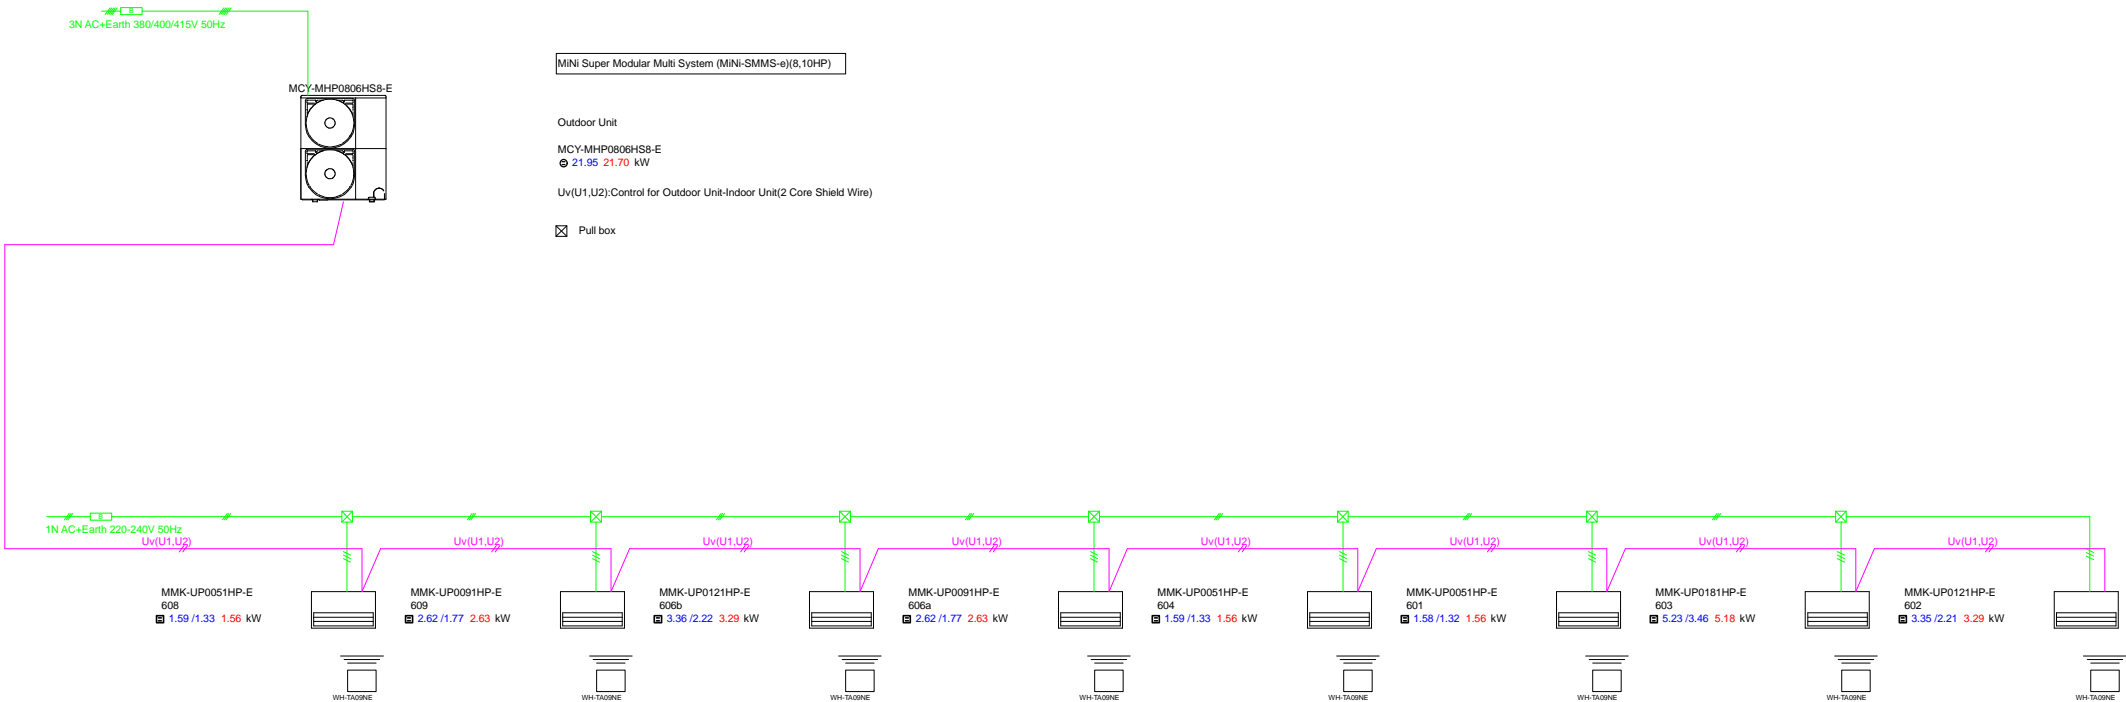 3N AC+Earth 380/400/415V 50Hz
MiNi Super Modular Multi System (MiNi-SMMS-e)(8,10HP)
MCY-MHP0806HS8-E
Outdoor Unit
MCY-MHP0806HS8-E
21.95 21.70 kW
Uv(U1,U2):Control for Outdoor Unit-Indoor Unit(2 Core Shield Wire)
Pull box
1N AC+Earth 220-240V 50Hz
Uv(U1,U2) Uv(U1,U2) Uv(U1,U2) Uv(U1,U2) Uv(U1,U2) Uv(U1,U2) Uv(U1,U2) Uv(U1,U2)
MMK-UP0051HP-E
608
1.59 /1.33 1.56 kW
MMK-UP0091HP-E
609
2.62 /1.77 2.63 kW
MMK-UP0121HP-E
606b
3.36 /2.22 3.29 kW
MMK-UP0091HP-E
606a
2.62 /1.77 2.63 kW
MMK-UP0051HP-E
604
1.59 /1.33 1.56 kW
MMK-UP0051HP-E
601
1.58 /1.32 1.56 kW
MMK-UP0181HP-E
603
5.23 /3.46 5.18 kW
MMK-UP0121HP-E
602
3.35 /2.21 3.29 kW
WH-TA09NE WH-TA09NE WH-TA09NE WH-TA09NE WH-TA09NE WH-TA09NE WH-TA09NE WH-TA09NE